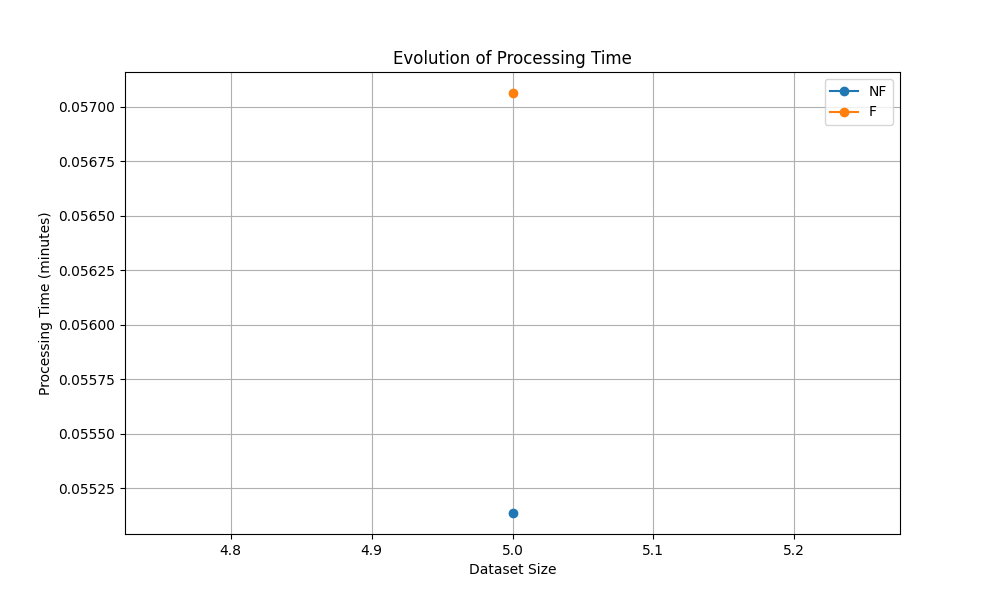 Evolution of Processing Time
NF
F
Processing Time (minutes)
0.05700
0.05675
0.05650
0.05625
0.05600
0.05575
0.05550
0.05525
4.8 4.9 5.0 5.1 5.2
Dataset Size